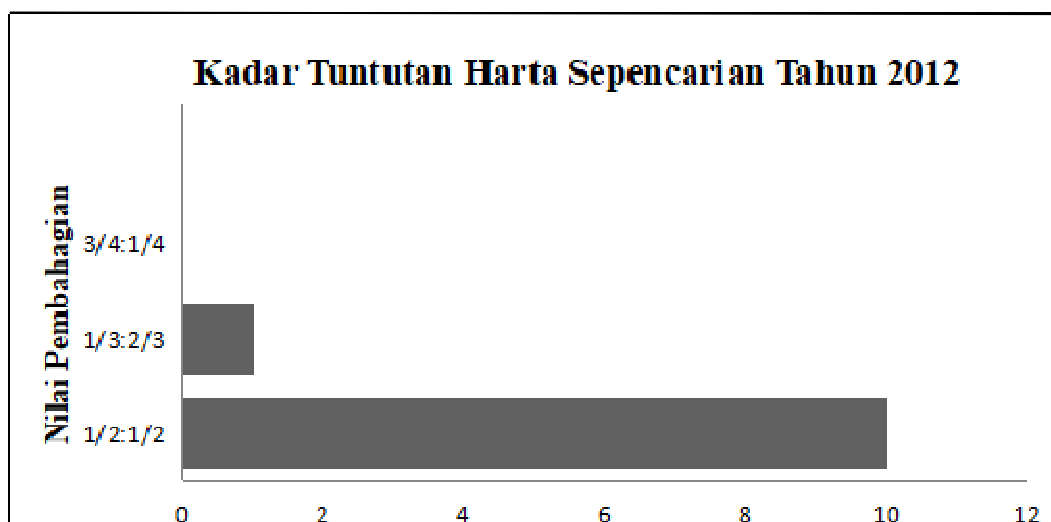 Kadar Tuntutan Harta Sepencarian Tahun 2012
Nilai Pembahagian
3/4:1/4
1/3:2/3
1/2:1/2
0 2 4 6 8 10 12